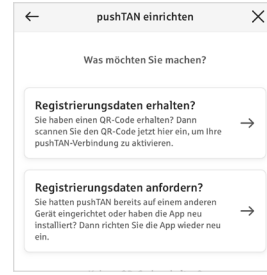 pushTAN einrichten
Was möchten Sie machen?
Registrierungsdaten erhalten?
Sie haben einen QR-Code erhalten? Dann
scannen Sie den QR-Code jetzt hier ein, um Ihre
pushTAN-Verbindung zu aktivieren.
Registrierungsdaten anfordern?
Sie hatten pushTAN bereits auf einem anderen
Gerät eingerichtet oder haben die App neu
installiert? Dann richten Sie die App wieder neu
ein.